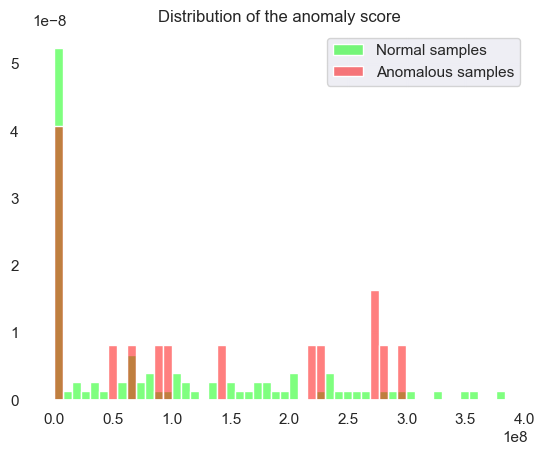 Distribution of the anomaly score
1e−8
Normal samples
Anomalous samples
5
4
3
2
1
0
0.0 0.5 1.0 1.5 2.0 2.5 3.0 3.5 4.0
1e8